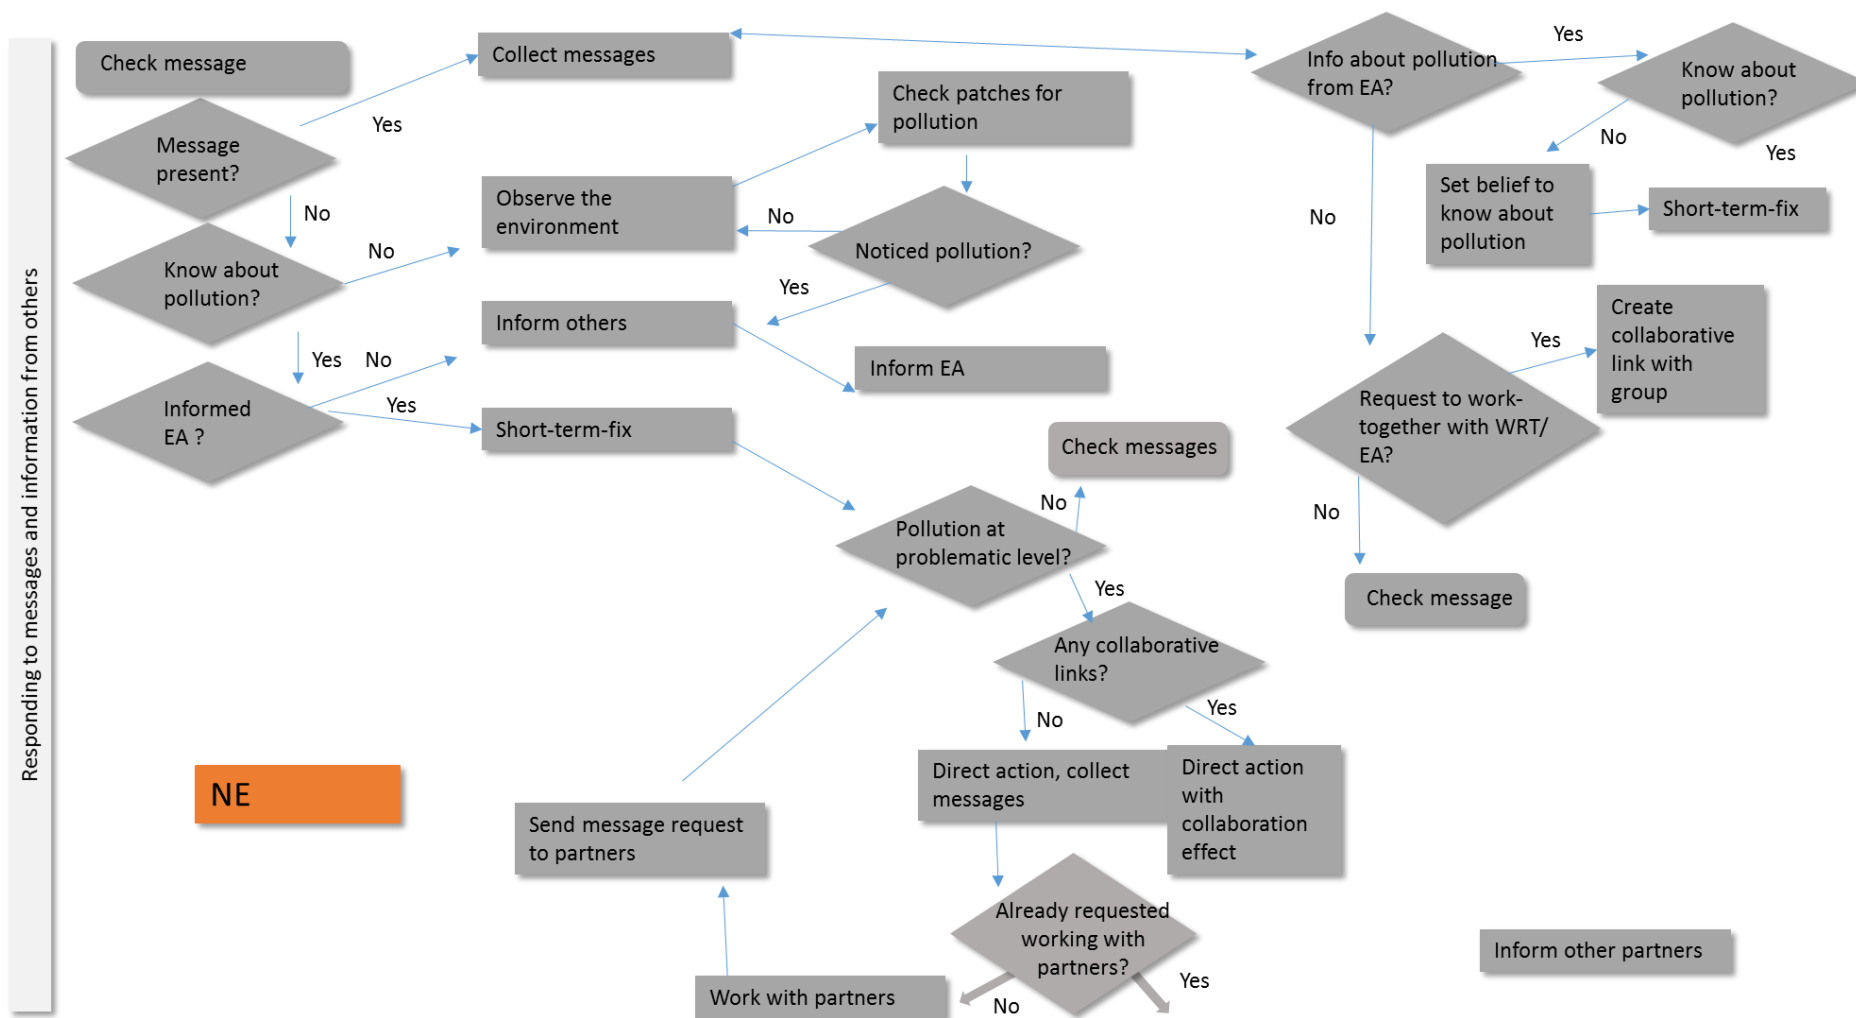 Responding to messages and information from others
Check message
Message
present?
Yes
No
Know about
pollution?
No
Yes
No
Informed
EA ?
Yes
Collect messages
Observe the
environment
Check patches for
pollution
No
Noticed pollution?
Yes
Inform others
Inform EA
Short-term-fix
Check messages
No
Pollution at
problematic level?
Yes
Any collaborative
links?
No
Yes
Direct action, collect
messages
Direct action
with
collaboration
effect
Already requested
working with
partners?
No
Yes
Work with partners
Send message request
to partners
NE
Info about pollution
from EA?
Yes
Know about
pollution?
No
Yes
Set belief to
know about
pollution
Short-term-fix
No
Request to work-
together with WRT/
EA?
Yes
Create
collaborative
link with
group
No
Check message
Inform other partners